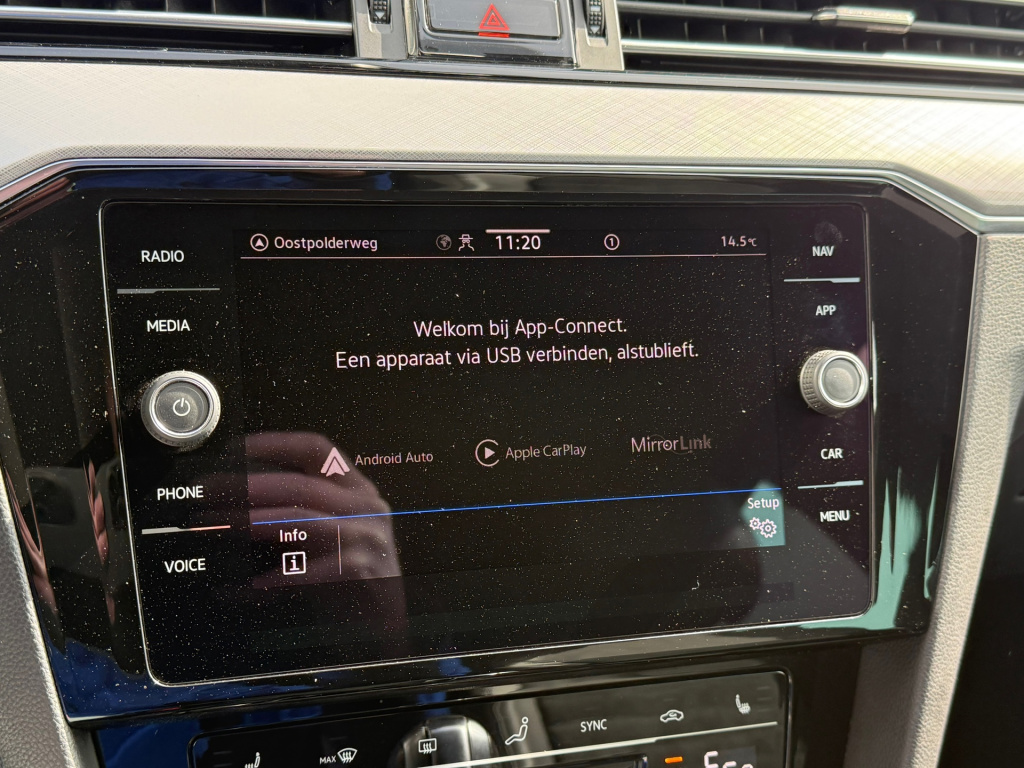 RADIO
MEDIA
PHONE
VOICE
Oostpolderweg
11:20
1
14.5°C
Welkom bij App-Connect.
Een apparaat via USB verbinden, alstublieft.
Android Auto
Apple CarPlay
MirrorLink
Info
i
Setup
NAV
APP
CAR
MENU
MAX
SYNC